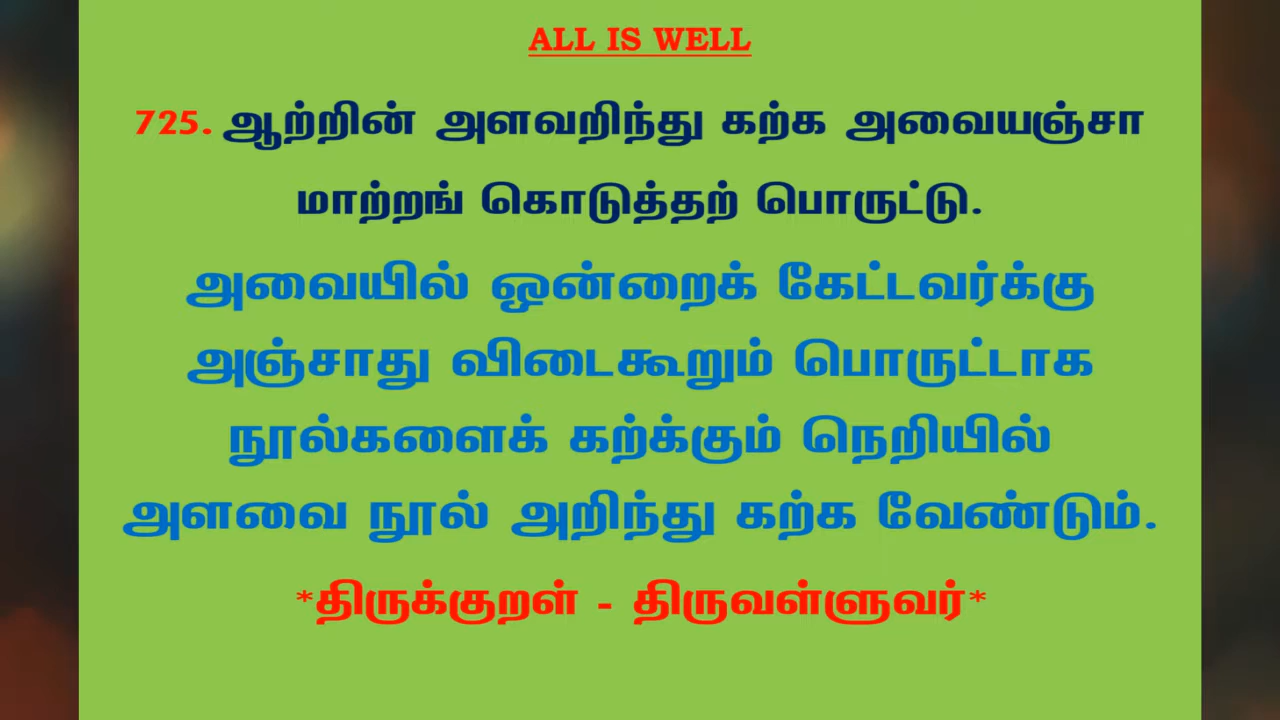 ALL IS WELL
725. ஆற்றின் அளவறிந்து கற்க அவையஞ்சா
மாற்றங் கொடுத்தற் பொருட்டு.
அவையில் ஒன்றைக் கேட்டவர்க்கு
அஞ்சாது விடைகூறும் பொருட்டாக
நூல்களைக் கற்க்கும் நெறியில்
அளவை நூல் அறிந்து கற்க வேண்டும்.
*திருக்குறள் - திருவள்ளுவர்*